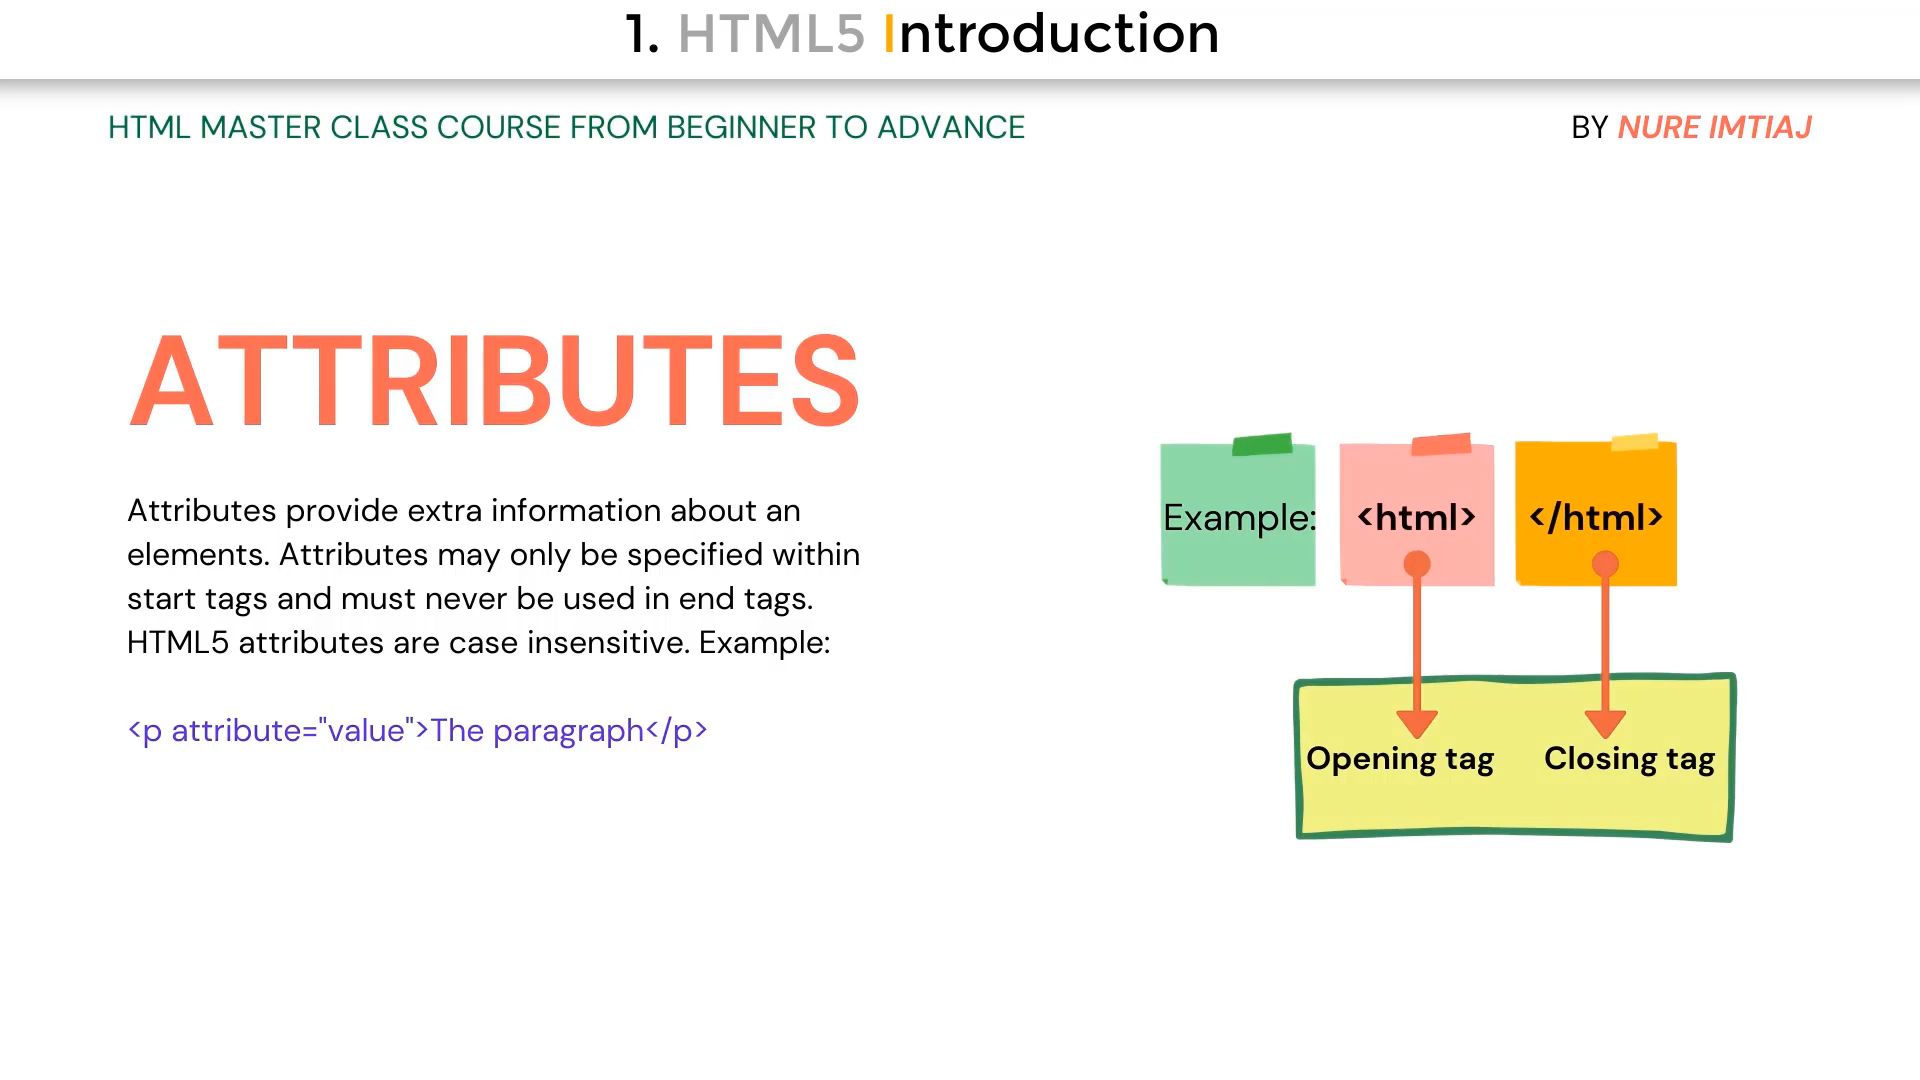 1. HTML5 Introduction
HTML MASTER CLASS COURSE FROM BEGINNER TO ADVANCE
BY NURE IMTIAJ
ATTRIBUTES
Attributes provide extra information about an
elements. Attributes may only be specified within
start tags and must never be used in end tags.
HTML5 attributes are case insensitive. Example:
<p attribute="value">The paragraph</p>
Example: <html> </html>
Opening tag Closing tag